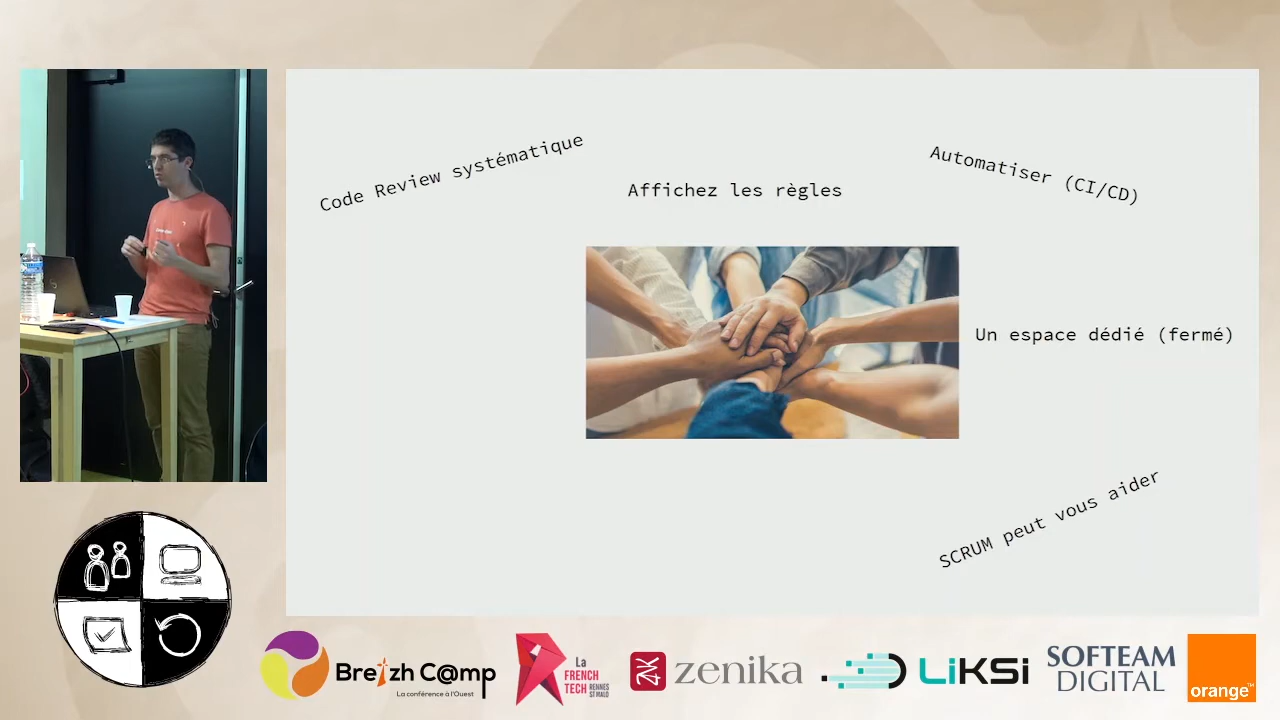 Code Review systématique
Affichez les règles
Automatiser (CI/CD)
Un espace dédié (fermé)
SCRUM peut vous aider
Breizh C@mp
La conférence à l'Ouest
La
FRENCH
TECH
RENNES
ST MALO
zenika
LiKSi
SOFTEAM
DIGITAL
orange™